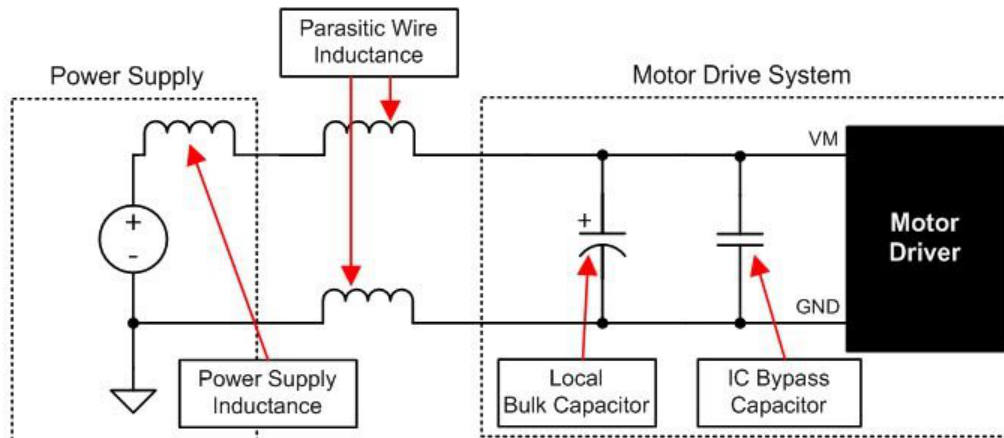 Parasitic Wire
Inductance
Power Supply
Motor Drive System
VM
+
-
+
Motor
Driver
GND
Power Supply
Inductance
Local
Bulk Capacitor
IC Bypass
Capacitor